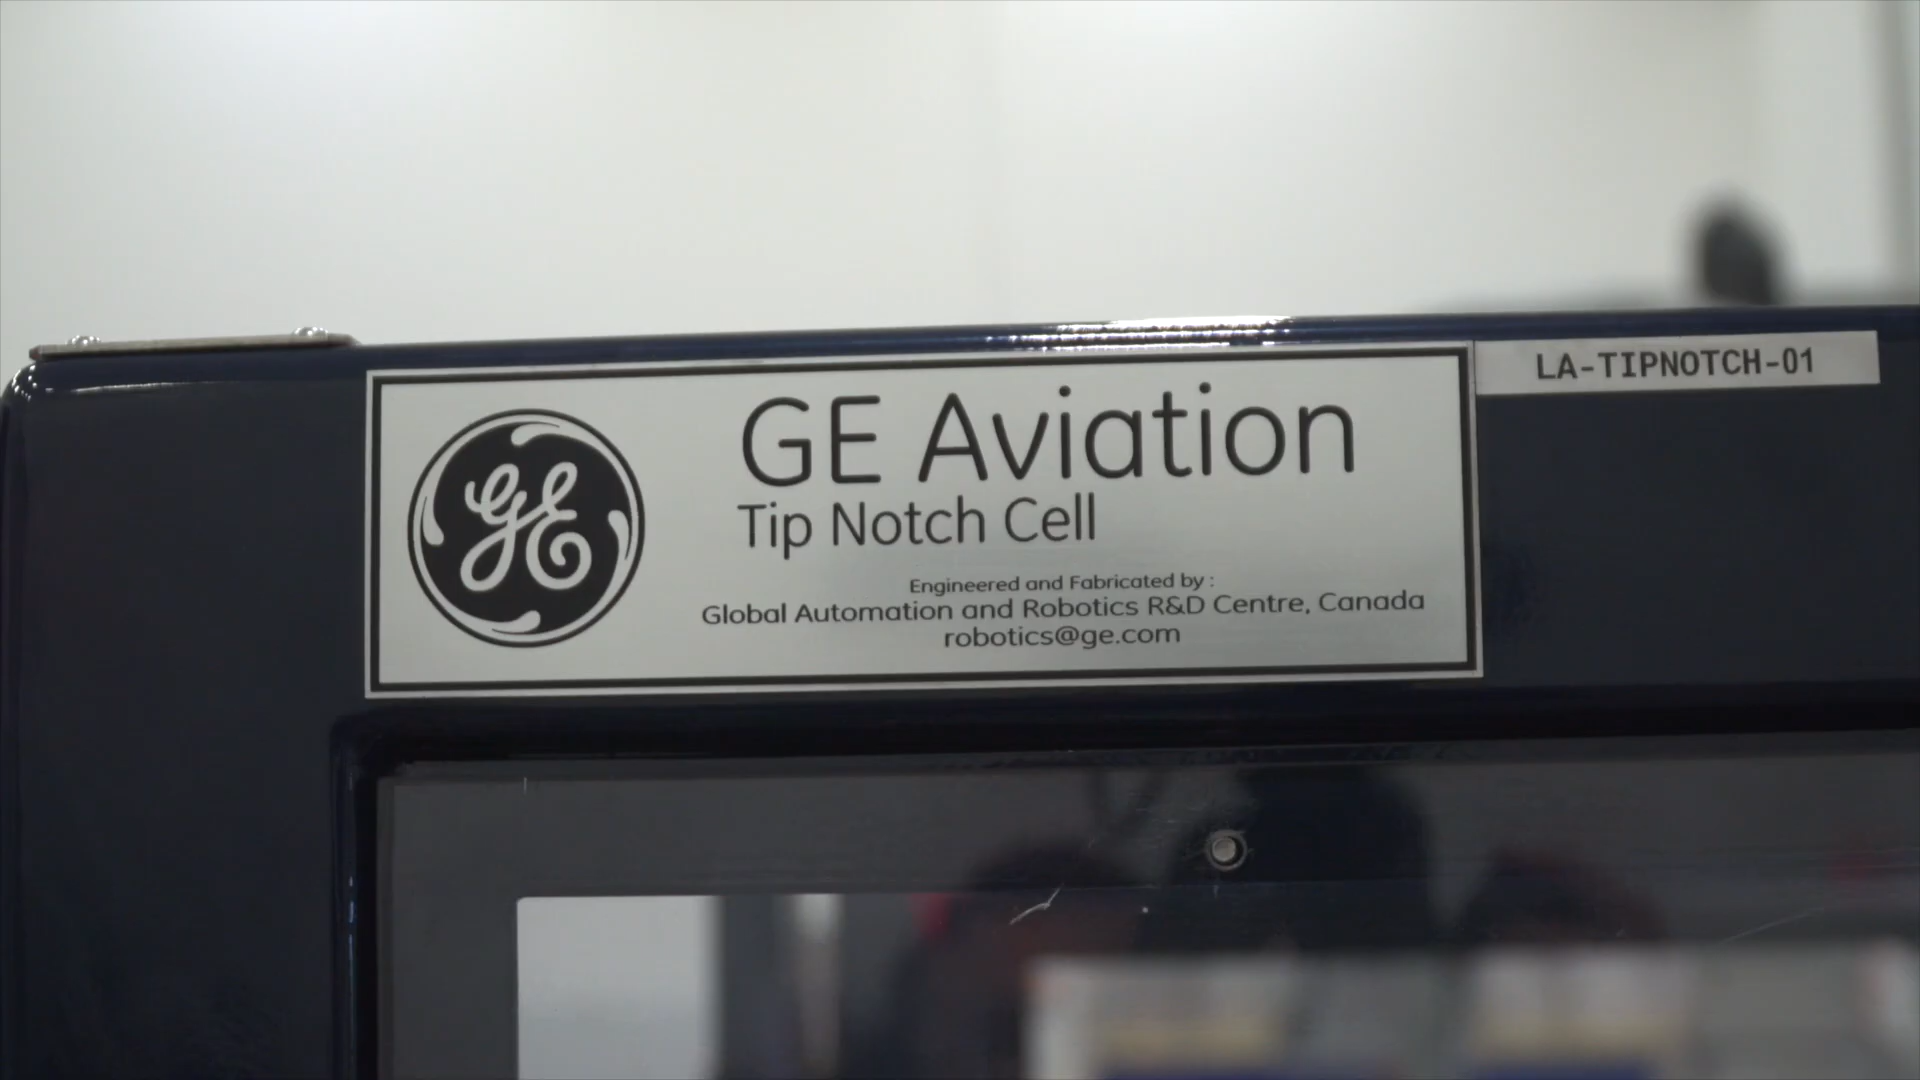 GE
GE Aviation
Tip Notch Cell
Engineered and Fabricated by :
Global Automation and Robotics R&D Centre, Canada
robotics@ge.com
LA-TIPNOTCH-01